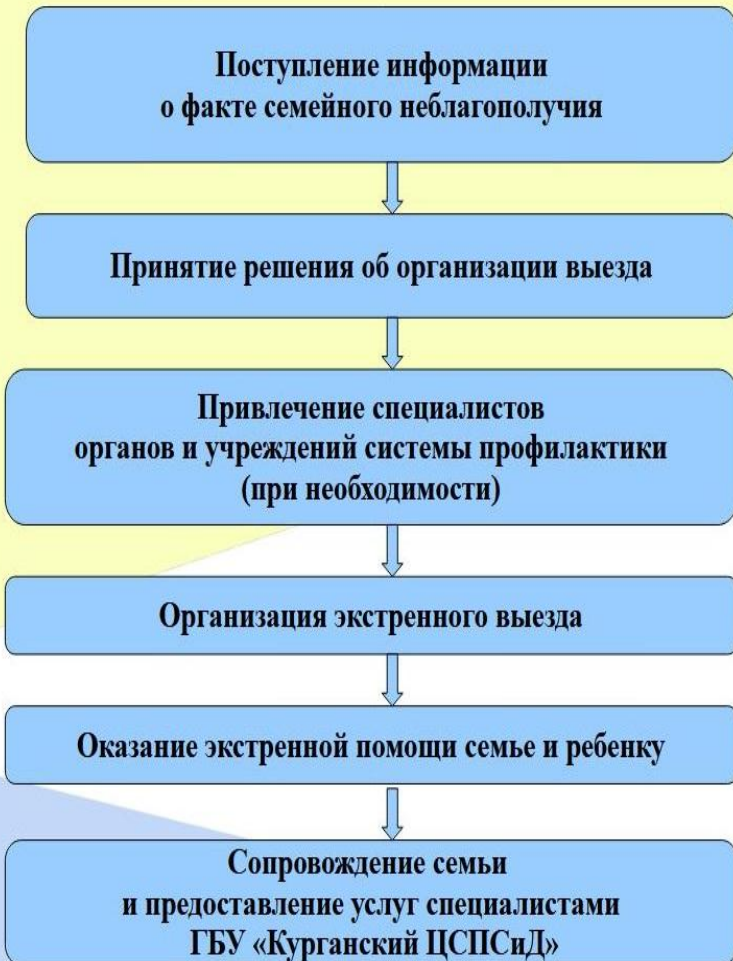 Поступление информации
о факте семейного неблагополучия
Принятие решения об организации выезда
Привлечение специалистов
органов и учреждений системы профилактики
(при необходимости)
Организация экстренного выезда
Оказание экстренной помощи семье и ребенку
Сопровождение семьи
и предоставление услуг специалистами
ГБУ «Курганский ЦСПСиД»